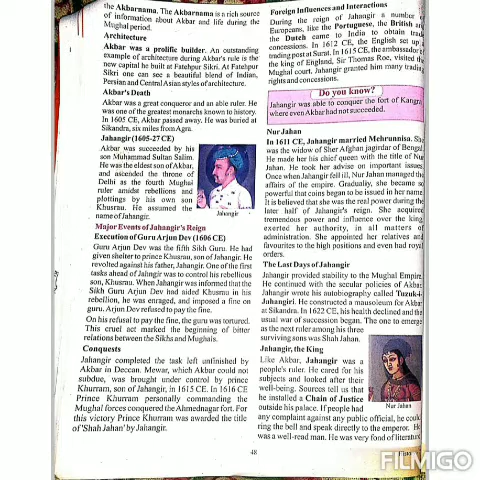 the Akbarnama. The Akbarnama is a rich source
of information about Akbar and life during the
Mughal period.
Architecture
Akbar was a prolific builder. An outstanding
example of architecture during Akbar's rule is the
new capital he built at Fatehpur Sikri. At Fatehpur
Sikri one can see a beautiful blend of Indian,
Persian and Central Asian styles of architecture.
Akbar's Death
Akbar was a great conqueror and an able ruler. He
was one of the greatest monarchs known to history.
In 1605 CE, Akbar passed away. He was buried at
Sikandra, six miles from Agra.
Jahangir (1605-27 CE)
Akbar was succeeded by his
son Muhammad Sultan Salim.
He was the eldest son of Akbar,
and ascended the throne of
Delhi as the fourth Mughal
ruler amidst rebellions and
plottings by his own son
Khusrau. He assumed the
name of Jahangir.
Jahangir
Major Events of Jahangir's Reign
Execution of Guru Arjun Dev (1606 CE)
Guru Arjun Dev was the fifth Sikh Guru. He had
given shelter to prince Khusrau, son of Jahangir. He
revolted against his father, Jahangir. One of the first
tasks ahead of Jahangir was to control his rebellious
son, Khusrau. When Jahangir was informed that the
Sikh Guru Arjun Dev had aided Khusrau in his
rebellion, he was enraged, and imposed a fine on
guru. Arjun Dev refused to pay the fine.
On his refusal to pay the fine, the guru was tortured.
This cruel act marked the beginning of bitter
relations between the Sikhs and Mughals.
Conquests
Jahangir completed the task left unfinished by
Akbar in Deccan. Mewar, which Akbar could not
subdue, was brought under control by prince
Khurram, son of Jahangir, in 1615 CE. In 1616 CE
Prince Khurram personally commanding the
Mughal forces conquered the Ahmednagar fort. For
this victory Prince Khurram was awarded the title
of 'Shah Jahan' by Jahangir.
Foreign Influences and Interactions
During the reign of Jahangir a number
Europeans, like the Portuguese, the British
the Dutch came to India to obtain
concessions. In 1612 CE, the English set up
trading post at Surat. In 1615 CE, the ambassador
the king of England, Sir Thomas Roe, visited the
Mughal court. Jahangir granted him many
rights and concessions.
Do you know?
Jahangir was able to conquer the fort of Kangra,
where even Akbar had not succeeded.
Nur Jahan
In 1611 CE, Jahangir married Mehrunnisa. She
was the widow of Sher Afghan jagirdar of Bengal.
He made her his chief queen with the title of Nur
Jahan. He took her advise on important issues.
Once when Jahangir fell ill, Nur Jahan managed the
affairs of the empire. Gradually, she became so
powerful that coins began to be issued in her name.
It is believed that she was the real power during the
later half of Jahangir's reign. She acquired
tremendous power and influence over the king,
exerted her authority, in all matters of
administration. She appointed her relatives and
favourites to the high positions and even had royal
orders.
The Last Days of Jahangir
Jahangir provided stability to the Mughal Empire.
He continued with the secular policies of Akbar.
Jahangir wrote his autobiography called Tuzuk-i-
Jahangiri. He constructed a mausoleum for Akbar
at Sikandra. In 1622 CE, his health declined and the
usual war of succession began. The one to emerge
as the next ruler among his three
surviving sons was Shah Jahan.
Jahangir, the King
Like Akbar, Jahangir was a
people's ruler. He cared for his
subjects and looked after their
well-being. Sources tell us that
he installed a Chain of Justice
outside his palace. If people had
Nur Jahan
any complaint against any public official, he could
ring the bell and speak directly to the emperor. He
was a well-read man. He was very fond of literature
48
FILMIGO